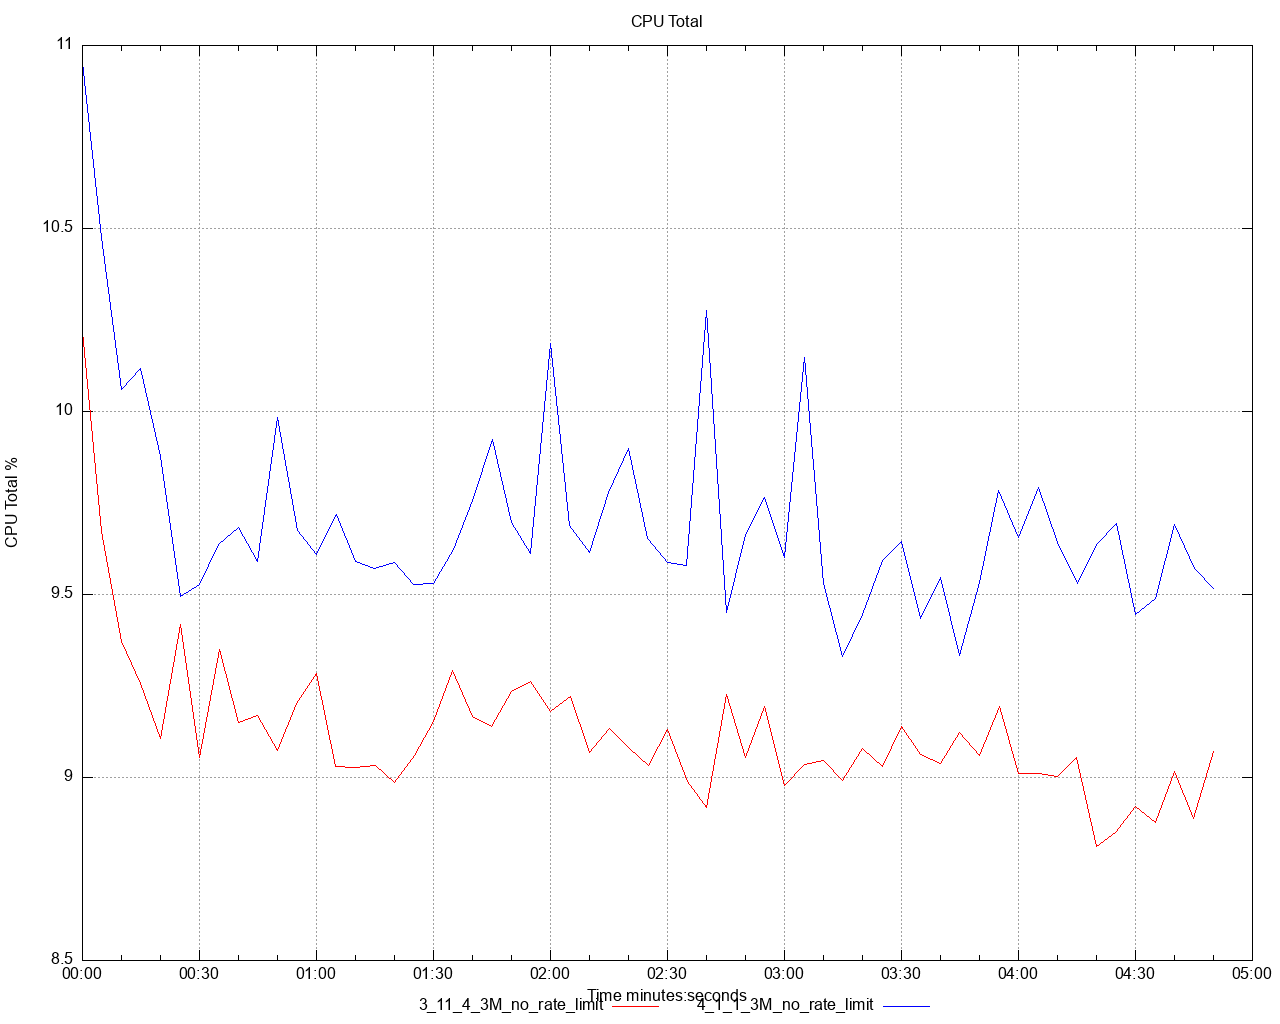 CPU Total
11
10.5
10
9.5
9
8.5
CPU Total %
00:00 00:30 01:00 01:30 02:00 02:30 03:00 03:30 04:00 04:30 05:00
Time minutes:seconds
3_11_4_3M_no_rate_limit 4_1_1_3M_no_rate_limit